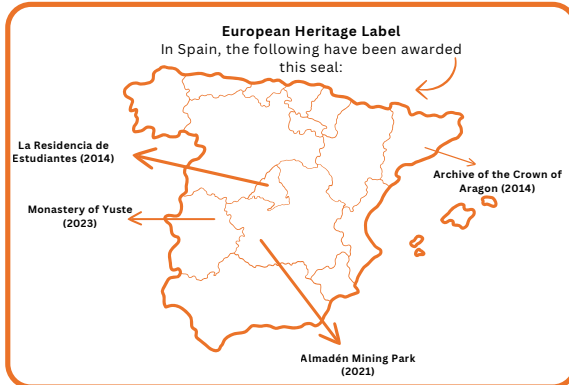 European Heritage Label
In Spain, the following have been awarded
this seal:
La Residencia de
Estudiantes (2014)
Archive of the Crown of
Aragon (2014)
Monastery of Yuste
(2023)
Almadén Mining Park
(2021)